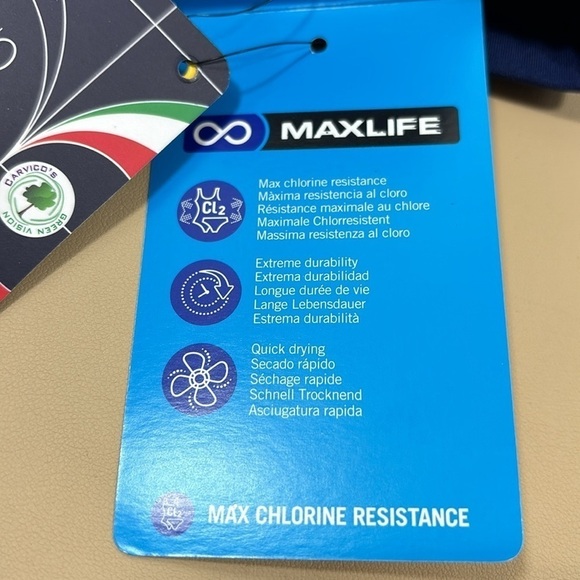 CARVICO'S
GREEN VISION
MAXLIFE
Cl2
Max chlorine resistance
Màxima resistencia al cloro
Résistance maximale au chlore
Maximale Chlorresistent
Massima resistenza al cloro
Extreme durability
Extrema durabilidad
Longue durée de vie
Lange Lebensdauer
Estrema durabilità
Quick drying
Secado rápido
Séchage rapide
Schnell Trocknend
Asciugatura rapida
Cl2
MAX CHLORINE RESISTANCE